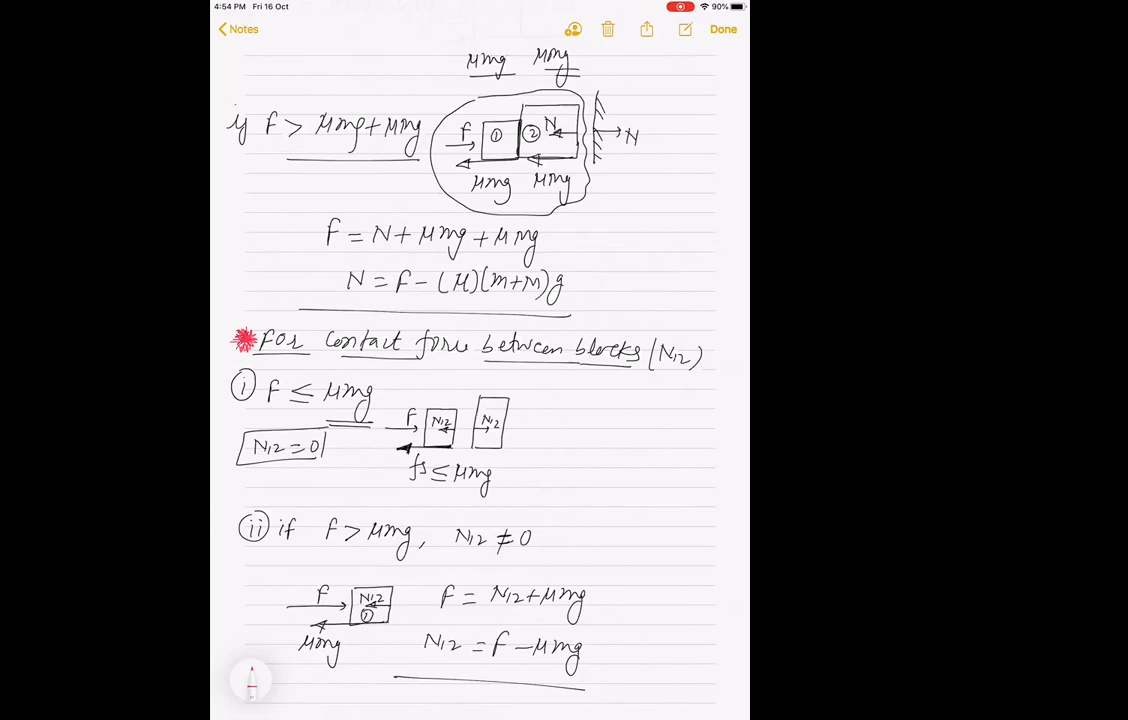 4:54 PM Fri 16 Oct
90%
Notes
Done
μmg μMg
if F > μmg + μMg
F ① ② N N
μmg μMg
F = N + μmg + μMg
N = F - (μ)(m+M)g
For contact force between blocks (N12)
(i) F ≤ μmg
F N12 N12
N12 = 0
fs ≤ μmg
(ii) if F > μmg, N12 ≠ 0
F N12 ① F = N12 + μmg
μmg N12 = F - μmg